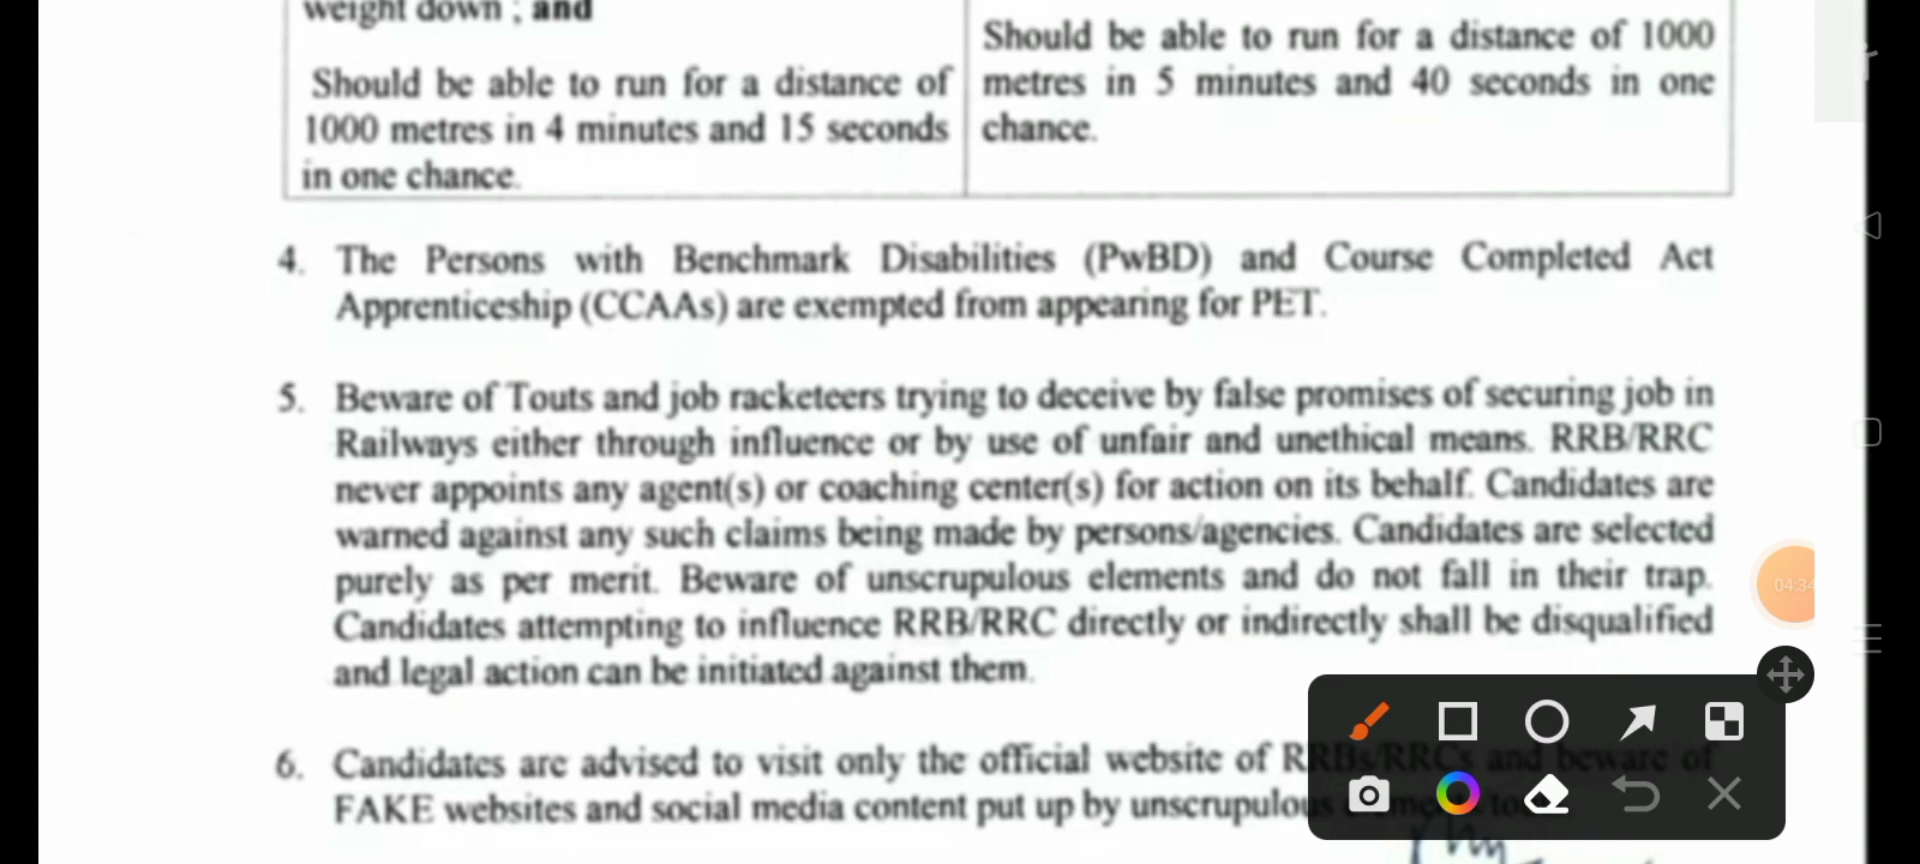 weight down ; and
Should be able to run for a distance of
1000 metres in 4 minutes and 15 seconds
in one chance.
Should be able to run for a distance of 1000
metres in 5 minutes and 40 seconds in one
chance.
4. The Persons with Benchmark Disabilities (PwBD) and Course Completed Act
Apprenticeship (CCAAs) are exempted from appearing for PET.
5. Beware of Touts and job racketeers trying to deceive by false promises of securing job in
Railways either through influence or by use of unfair and unethical means. RRB/RRC
never appoints any agent(s) or coaching center(s) for action on its behalf. Candidates are
warned against any such claims being made by persons/agencies. Candidates are selected
purely as per merit. Beware of unscrupulous elements and do not fall in their trap.
Candidates attempting to influence RRB/RRC directly or indirectly shall be disqualified
and legal action can be initiated against them.
6. Candidates are advised to visit only the official website of RRBs/RRCs and beware of
FAKE websites and social media content put up by unscrupulous
04:34